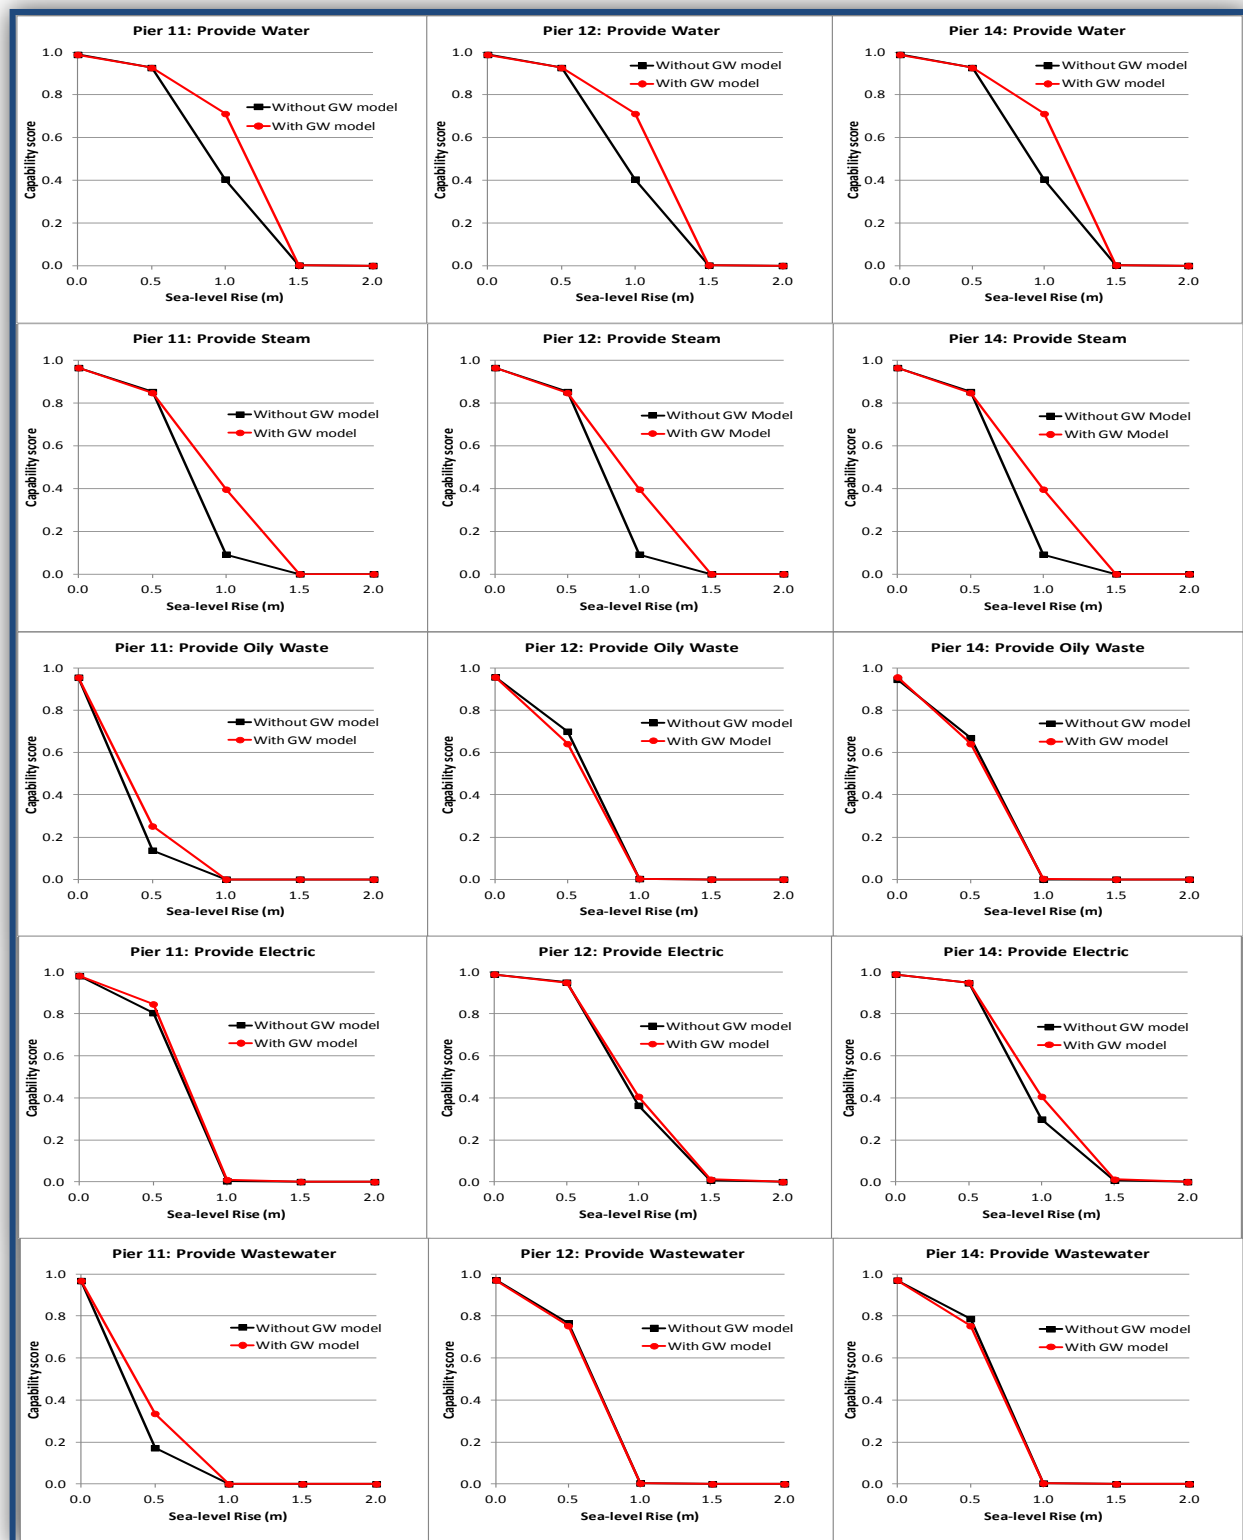 Pier 11: Provide Water
1.0
0.8
0.6
0.4
0.2
0.0
Capability score
Without GW model
With GW model
0.0 0.5 1.0 1.5 2.0
Sea-level Rise (m)
Pier 12: Provide Water
1.0
0.8
0.6
0.4
0.2
0.0
Capability score
Without GW model
With GW model
0.0 0.5 1.0 1.5 2.0
Sea-level Rise (m)
Pier 14: Provide Water
1.0
0.8
0.6
0.4
0.2
0.0
Capability score
Without GW model
With GW model
0.0 0.5 1.0 1.5 2.0
Sea-level Rise (m)
Pier 11: Provide Steam
1.0
0.8
0.6
0.4
0.2
0.0
Capability score
Without GW model
With GW model
0.0 0.5 1.0 1.5 2.0
Sea-level Rise (m)
Pier 12: Provide Steam
1.0
0.8
0.6
0.4
0.2
0.0
Capability score
Without GW Model
With GW Model
0.0 0.5 1.0 1.5 2.0
Sea-level Rise (m)
Pier 14: Provide Steam
1.0
0.8
0.6
0.4
0.2
0.0
Capability score
Without GW Model
With GW Model
0.0 0.5 1.0 1.5 2.0
Sea-level Rise (m)
Pier 11: Provide Oily Waste
1.0
0.8
0.6
0.4
0.2
0.0
Capability score
Without GW model
With GW model
0.0 0.5 1.0 1.5 2.0
Sea-level Rise (m)
Pier 12: Provide Oily Waste
1.0
0.8
0.6
0.4
0.2
0.0
Capability score
Without GW model
With GW Model
0.0 0.5 1.0 1.5 2.0
Sea-level Rise (m)
Pier 14: Provide Oily Waste
1.0
0.8
0.6
0.4
0.2
0.0
Capability score
Without GW model
With GW model
0.0 0.5 1.0 1.5 2.0
Sea-level Rise (m)
Pier 11: Provide Electric
1.0
0.8
0.6
0.4
0.2
0.0
Capability score
Without GW model
With GW model
0.0 0.5 1.0 1.5 2.0
Sea-level Rise (m)
Pier 12: Provide Electric
1.0
0.8
0.6
0.4
0.2
0.0
Capability score
Without GW model
With GW model
0.0 0.5 1.0 1.5 2.0
Sea-level Rise (m)
Pier 14: Provide Electric
1.0
0.8
0.6
0.4
0.2
0.0
Capability score
Without GW model
With GW model
0.0 0.5 1.0 1.5 2.0
Sea-level Rise (m)
Pier 11: Provide Wastewater
1.0
0.8
0.6
0.4
0.2
0.0
Capability score
Without GW model
With GW model
0.0 0.5 1.0 1.5 2.0
Sea-level Rise (m)
Pier 12: Provide Wastewater
1.0
0.8
0.6
0.4
0.2
0.0
Capability score
Without GW model
With GW model
0.0 0.5 1.0 1.5 2.0
Sea-level Rise (m)
Pier 14: Provide Wastewater
1.0
0.8
0.6
0.4
0.2
0.0
Capability score
Without GW model
With GW model
0.0 0.5 1.0 1.5 2.0
Sea-level Rise (m)